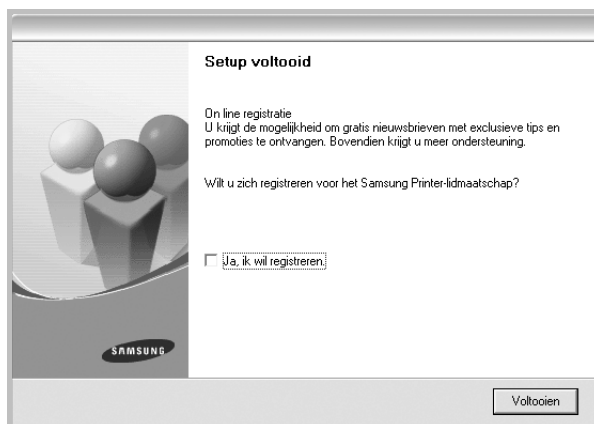 Setup voltooid
On line registratie
U krijgt de mogelijkheid om gratis nieuwsbrieven met exclusieve tips en
promoties te ontvangen. Bovendien krijgt u meer ondersteuning.
Wilt u zich registreren voor het Samsung Printer-lidmaatschap?
Ja, ik wil registreren.
SAMSUNG
Voltooien